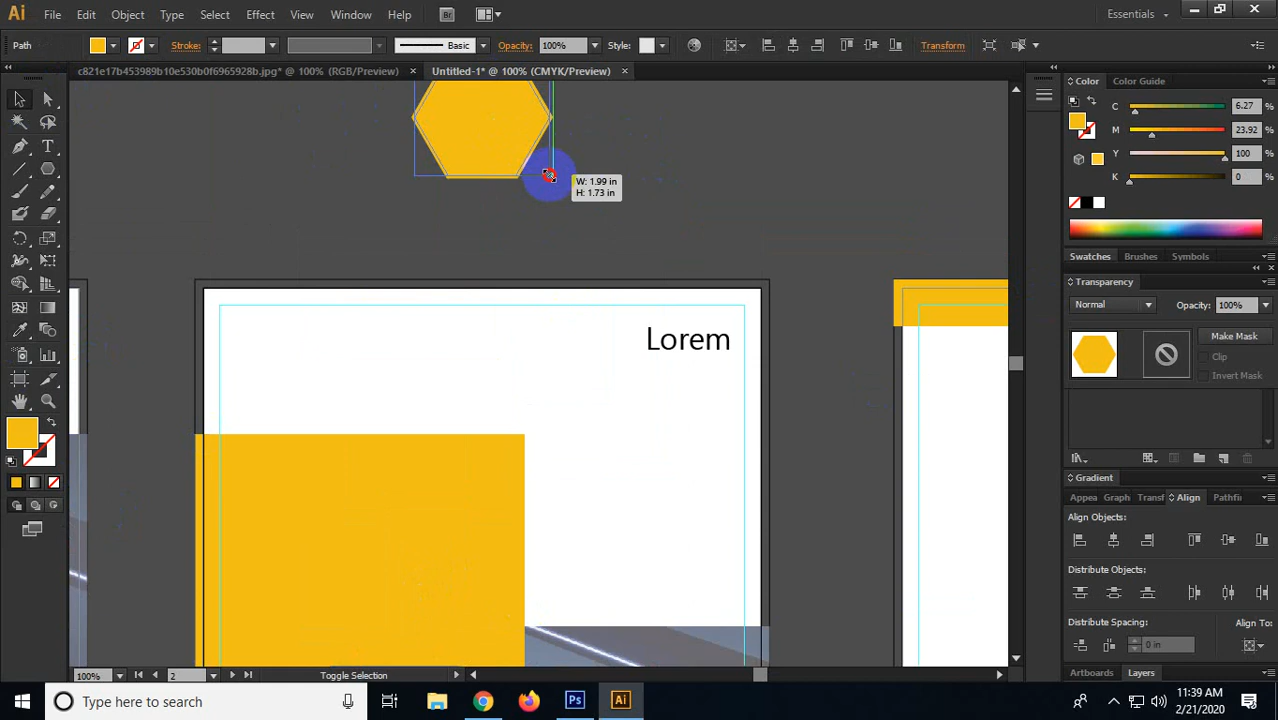 Ai File Edit Object Type Select Effect View Window Help Br Essentials
Path Stroke: Basic Opacity: 100% Style: Transform
c821e17b453989b10e530b0f6965928b.jpg* @ 100% (RGB/Preview) × Untitled-1* @ 100% (CMYK/Preview) ×
Color Color Guide
C 6.27 %
M 23.92 %
Y 100 %
K 0 %
W: 1.99 in
H: 1.73 in
Swatches Brushes Symbols
Transparency
Normal Opacity: 100%
Make Mask
Clip
Invert Mask
Lorem
Gradient
Appea Graph Transf Align Pathfi
Align Objects:
Distribute Objects:
Distribute Spacing: Align To:
0 in
Artboards Layers
100% 2 Toggle Selection
Type here to search
Ps Ai
11:39 AM
2/21/2020